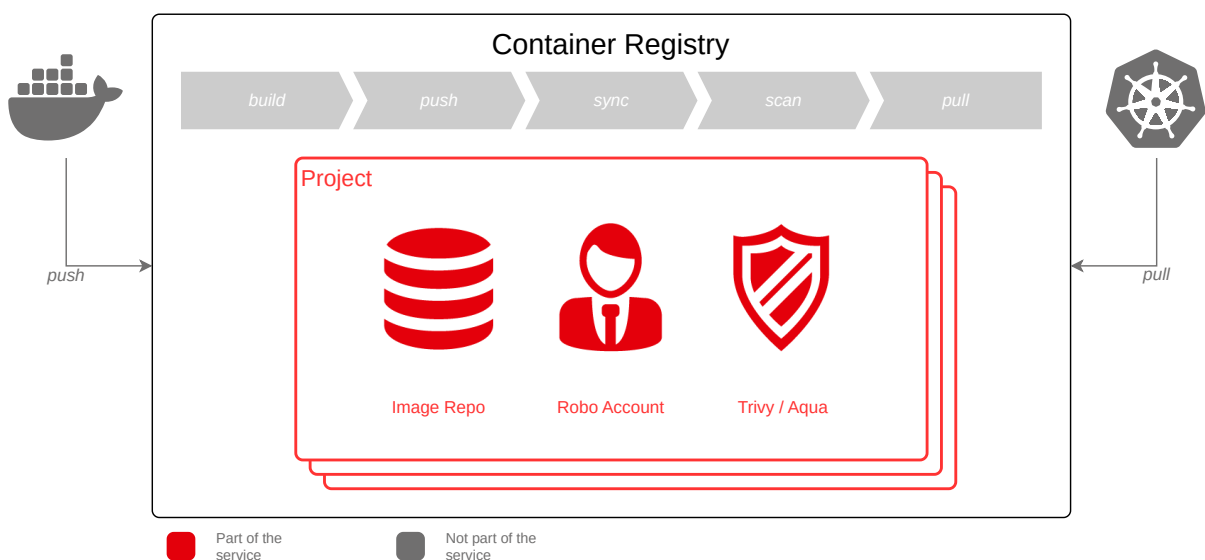 Container Registry
build
push
sync
scan
pull
Project
push
pull
Image Repo
Robo Account
Trivy / Aqua
Part of the
service
Not part of the
service